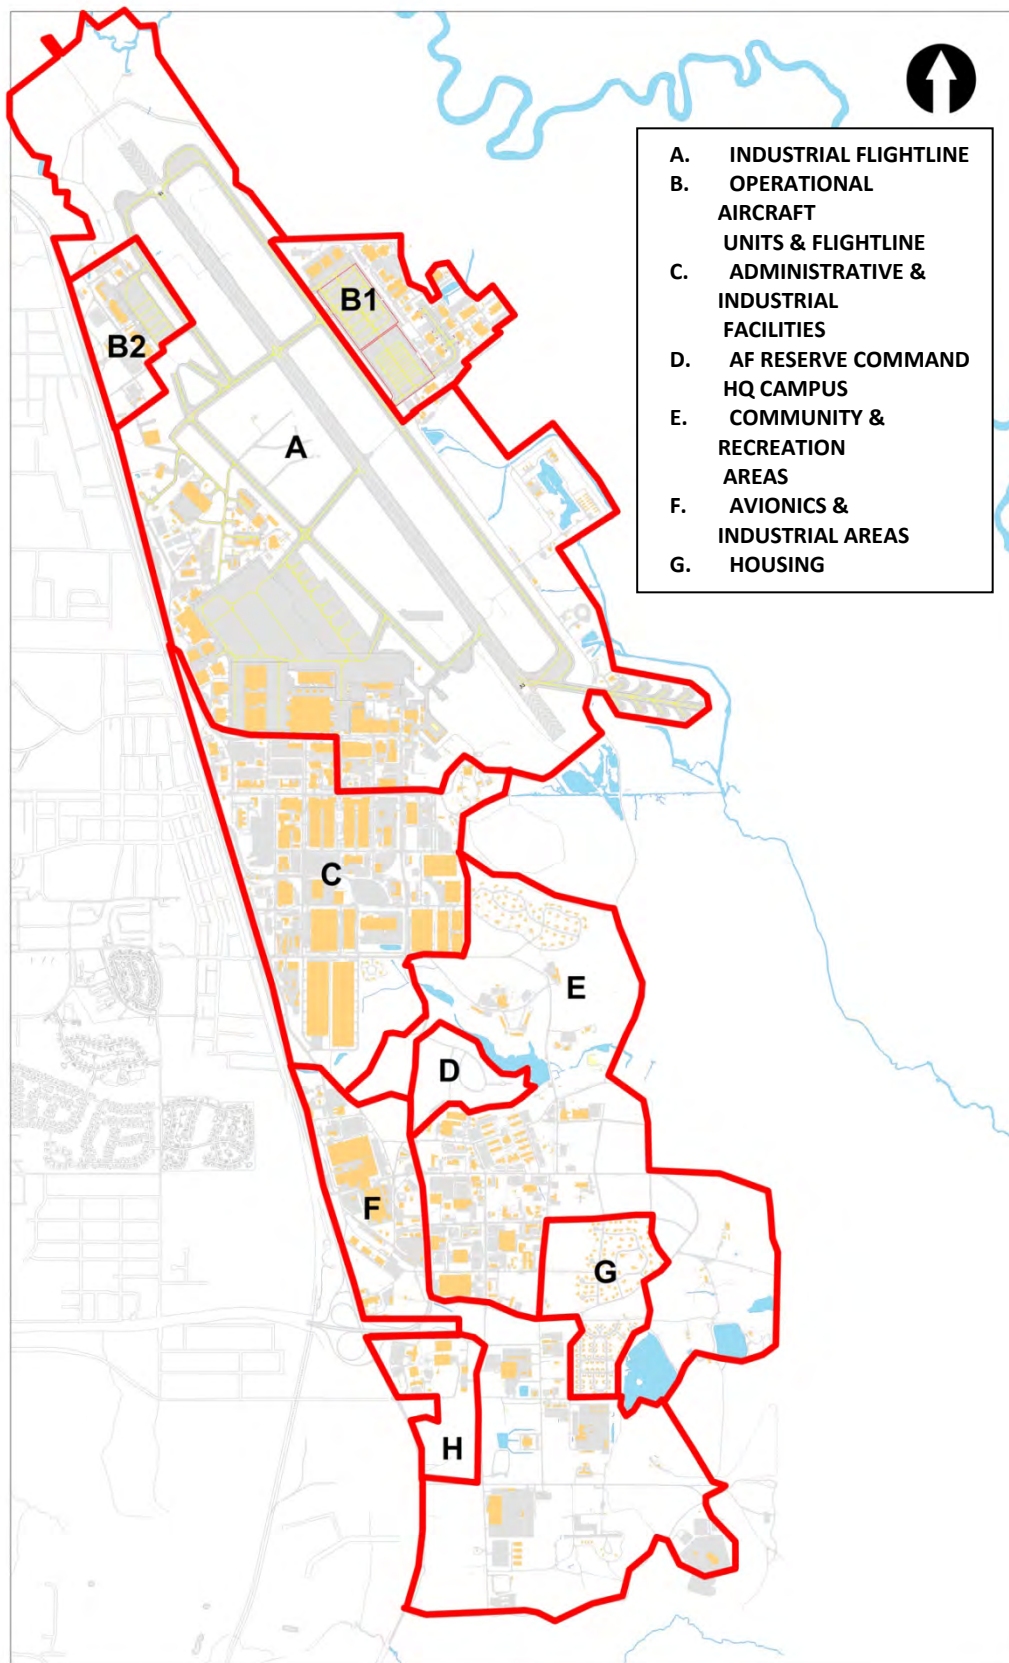 A. INDUSTRIAL FLIGHTLINE
B. OPERATIONAL
AIRCRAFT
UNITS & FLIGHTLINE
C. ADMINISTRATIVE &
INDUSTRIAL
FACILITIES
D. AF RESERVE COMMAND
HQ CAMPUS
E. COMMUNITY &
RECREATION
AREAS
F. AVIONICS &
INDUSTRIAL AREAS
G. HOUSING
B1
B2
A
C
E
D
F
G
H